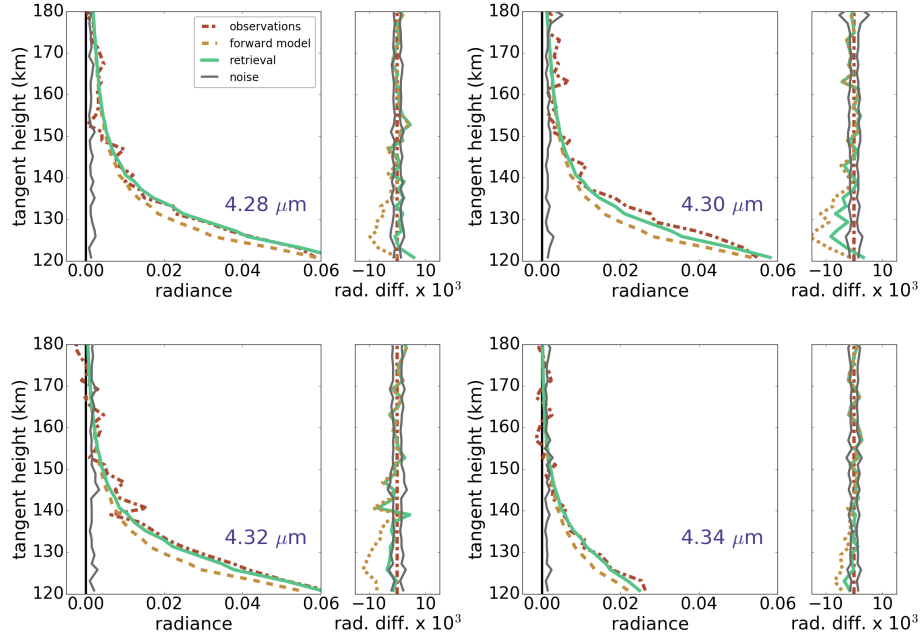 180
170
160
150
140
130
120
tangent height (km)
0.00 0.02 0.04 0.06
radiance
observations
forward model
retrieval
noise
4.28 μm
−10 0 10
rad. diff. x 10³
180
170
160
150
140
130
120
tangent height (km)
0.00 0.02 0.04 0.06
radiance
4.30 μm
−10 0 10
rad. diff. x 10³
180
170
160
150
140
130
120
tangent height (km)
0.00 0.02 0.04 0.06
radiance
4.32 μm
−10 0 10
rad. diff. x 10³
180
170
160
150
140
130
120
tangent height (km)
0.00 0.02 0.04 0.06
radiance
4.34 μm
−10 0 10
rad. diff. x 10³